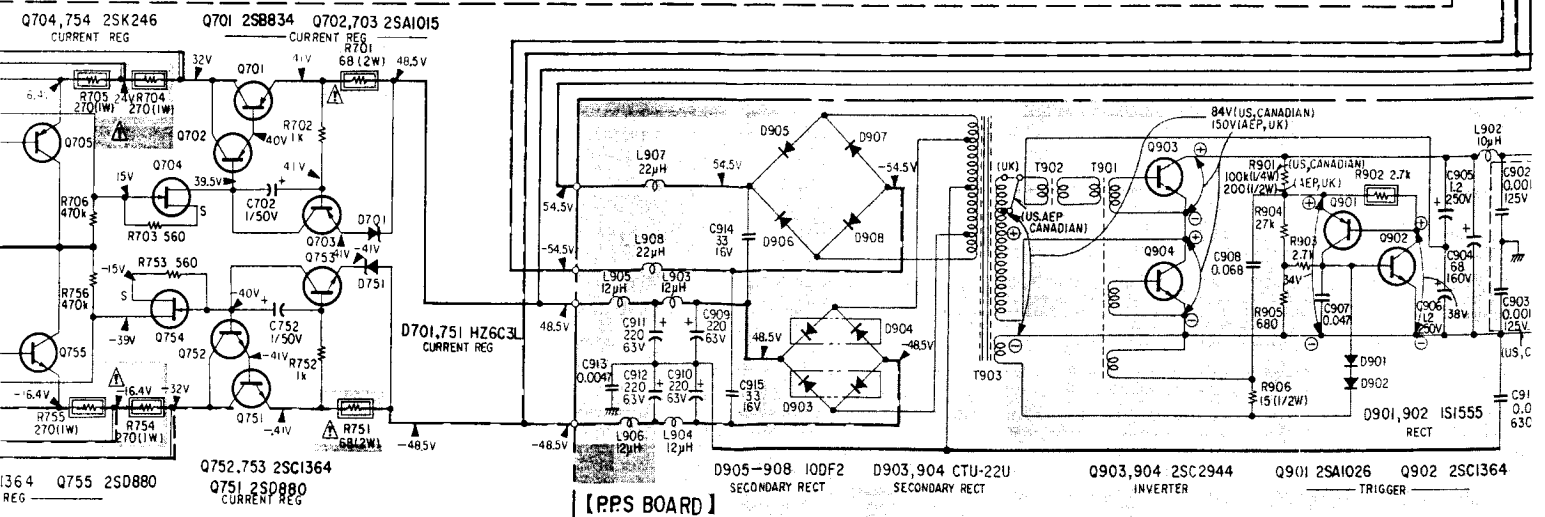 Q704,754 2SK246
CURRENT REG
Q701 2SB834 Q702,703 2SA1015
CURRENT REG
R701
68(2W)
32V
41V
48.5V
Q701
6.4
R705
270(1W)
24V
R704
270(1W)
Q705
Q702
40V
R702
1k
41V
Q704
15V
39.5V
S
C702
1/50V
R706
470k
R703 560
Q703
41V
D701
-41V
R753 560
Q753
D751
-15V
S
-40V
R756
470k
Q754
C752
1/50V
-39V
Q752
-41V
R752
1k
Q755
-16.4V
-16.4V
-32V
R755
270(1W)
R754
270(1W)
Q751
-41V
R751
68(2W)
-48.5V
D701,751 HZ6C3L
CURRENT REG
1364 Q755 2SD880
REG
Q752,753 2SC1364
Q751 2SD880
CURRENT REG
L907
22μH
54.5V
54.5V
D905
D907
-54.5V
D906
D908
C914
33
16V
-54.5V
L908
22μH
L905
12μH
L903
12μH
48.5V
C911
220
63V
C909
220
63V
48.5V
D904
-48.5V
C913
0.0047
C912
220
63V
C910
220
63V
C915
33
16V
D903
-48.5V
L906
12μH
L904
12μH
T903
84V(US,CANADIAN)
150V(AEP,UK)
(UK)
T902
T901
Q903
(US,AEP
CANADIAN)
Q904
C908
0.068
R901
100k(1/4W)
(US,CANADIAN)
200(1/2W)
(AEP,UK)
R902 2.7k
R904
27k
Q901
R903
2.7k
Q902
34V
R905
680
C907
0.047
C905
1.2
250V
C904
68
160V
C906
1.2
250V
38V
L902
10μH
C902
0.001
125V
C903
0.001
125V
(US,C
D901
D902
R906
15(1/2W)
D901,902 1S1555
RECT
C91
0.0
630
D905-908 10DF2
SECONDARY RECT
D903,904 CTU-22U
SECONDARY RECT
Q903,904 2SC2944
INVERTER
Q901 2SA1026 Q902 2SC1364
TRIGGER
[P.P.S BOARD]